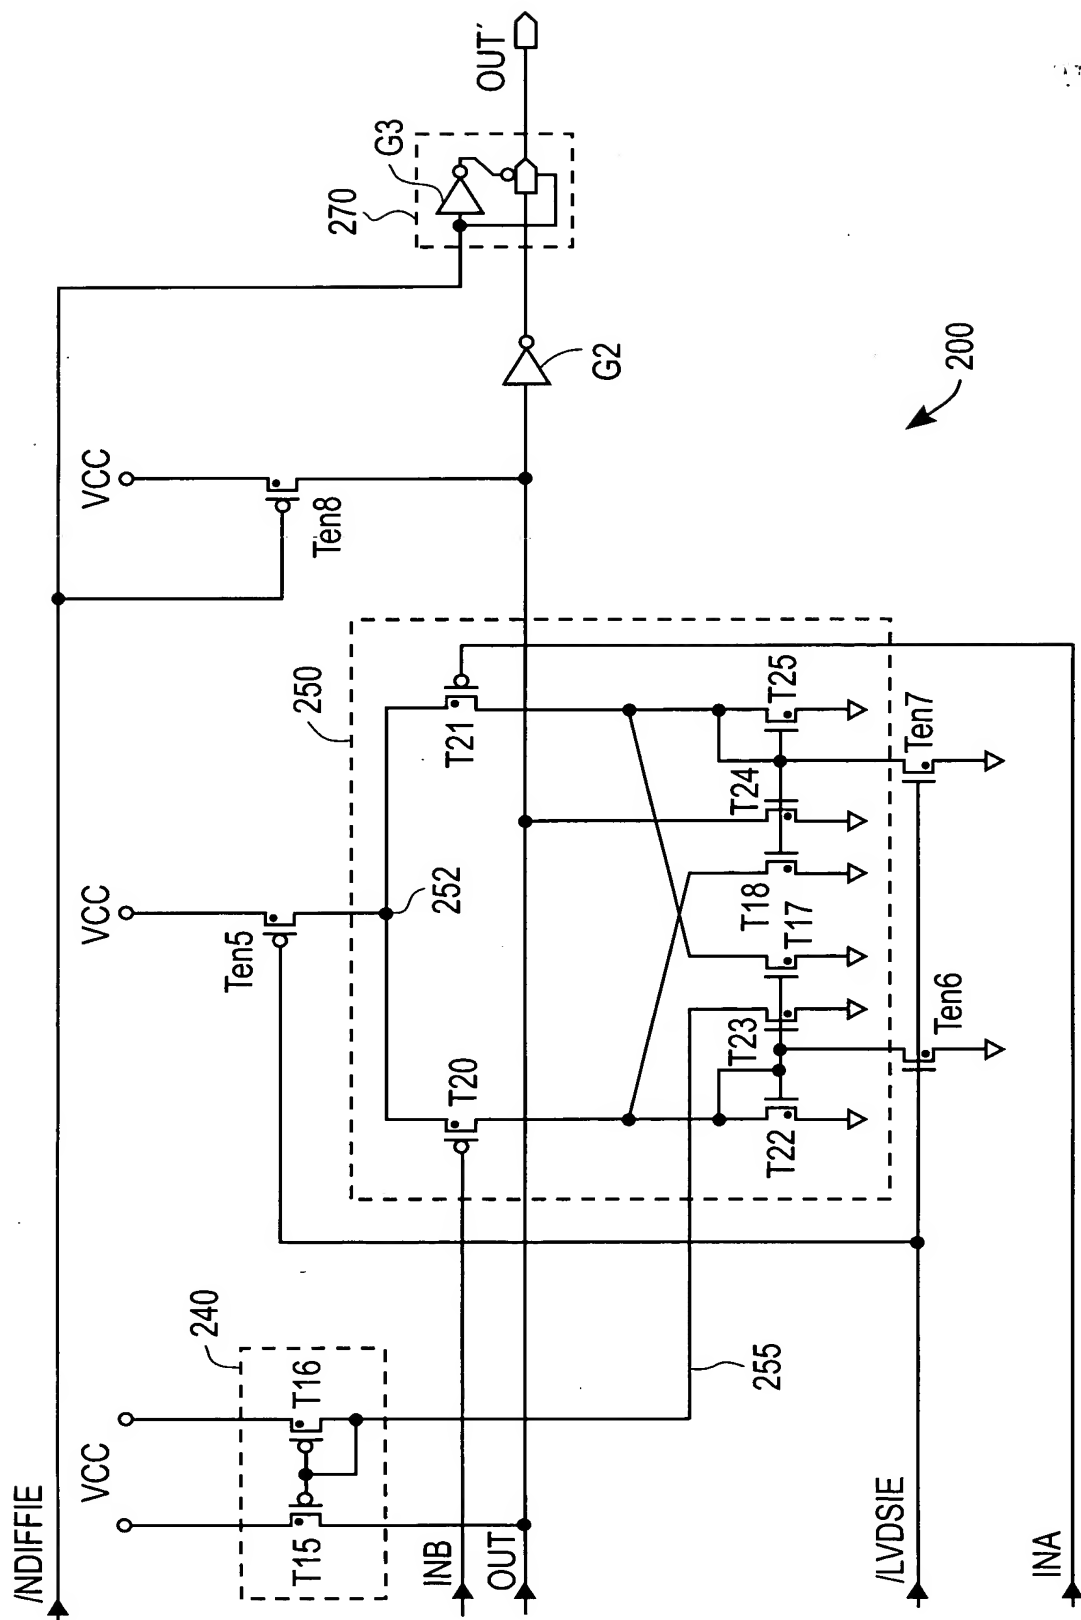 /NDIFFIE
VCC
240
T15
T16
INB
OUT
255
/LVDSIE
INA
VCC
Ten5
252
250
T20
T21
T22
T23
T17
T18
T24
T25
Ten6
Ten7
VCC
Ten8
G2
270
G3
OUT'
200